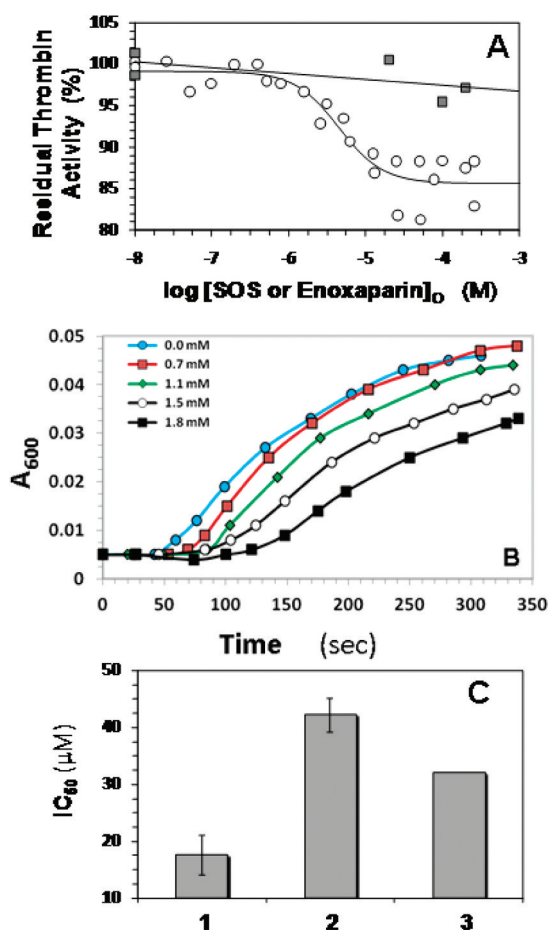 105
100
95
90
85
80
Residual Thrombin
Activity (%)
A
-8 -7 -6 -5 -4 -3
log [SOS or Enoxaparin]O (M)
0.05
0.04
0.03
0.02
0.01
0
A600
0.0 mM
0.7 mM
1.1 mM
1.5 mM
1.8 mM
B
0 50 100 150 200 250 300 350
Time (sec)
50
40
30
20
10
IC50 (µM)
C
1 2 3